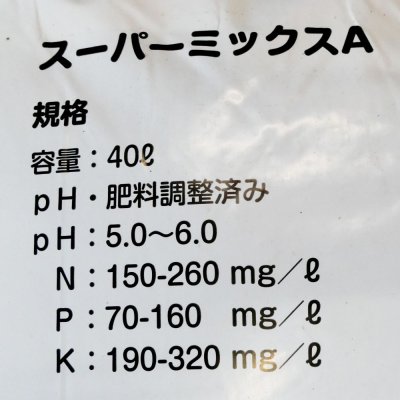 スーパーミックスA
規格
容量：40ℓ
pH・肥料調整済み
pH：5.0～6.0
N：150-260 mg／ℓ
P：70-160 mg／ℓ
K：190-320 mg／ℓ